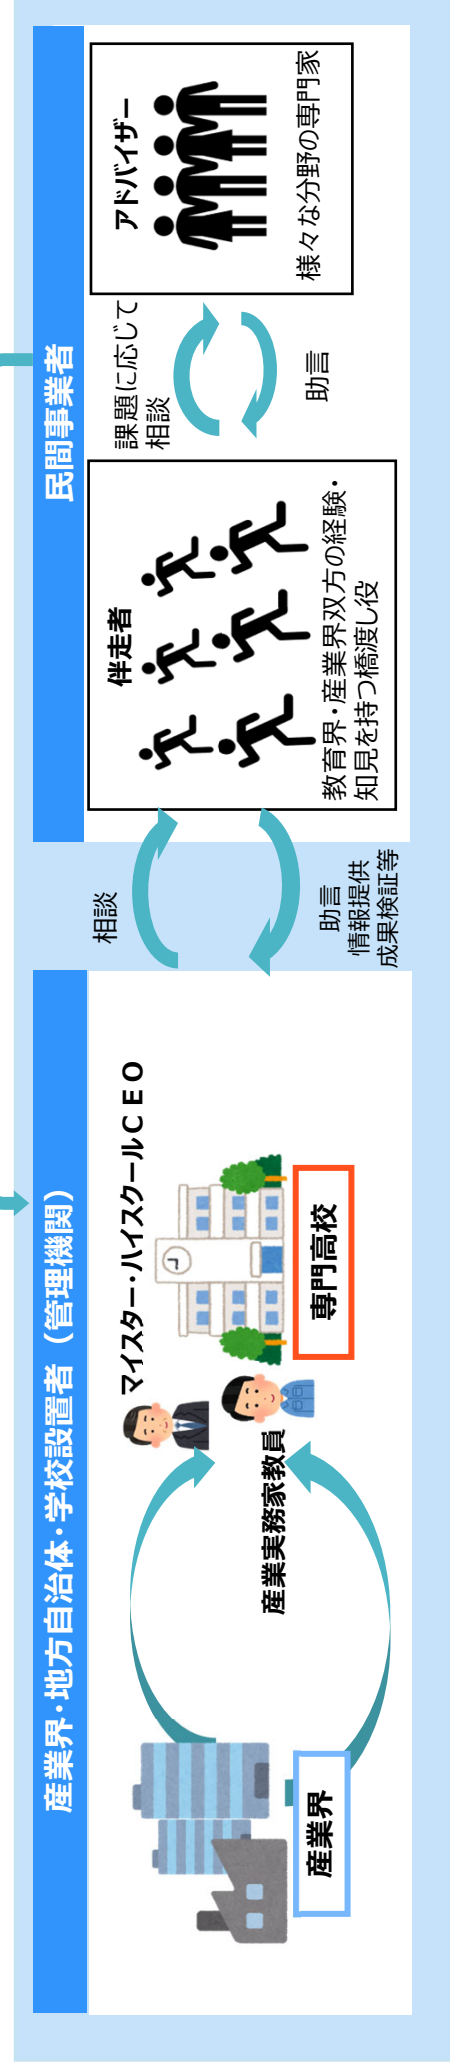 産業界・地方自治体・学校設置者（管理機関）
マイスター・ハイスクールＣＥＯ
産業実務家教員
専門高校
産業界
相談
助言
情報提供
成果検証等
民間事業者
伴走者
教育界・産業界双方の経験・
知見を持つ橋渡し役
課題に応じて
相談
助言
アドバイザー
様々な分野の専門家